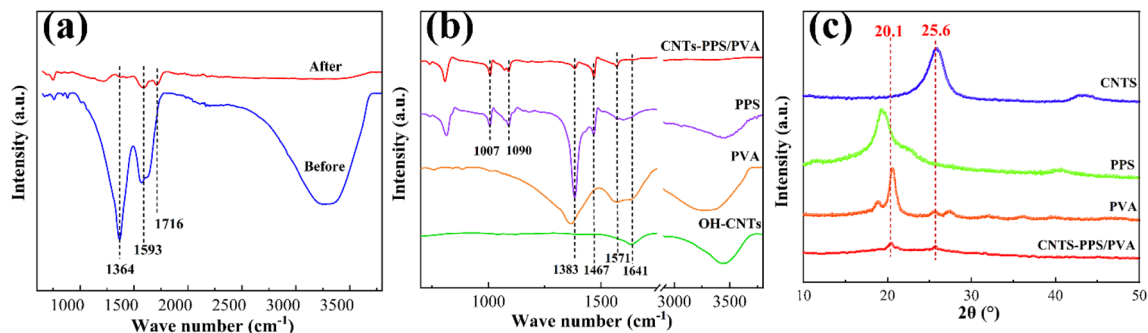 (a)
After
Before
1364
1593
1716
Intensity (a.u.)
1000 1500 2000 2500 3000 3500
Wave number (cm⁻¹)
(b)
CNTs-PPS/PVA
PPS
1007 1090
PVA
OH-CNTs
1383 1467 1571 1641
Intensity (a.u.)
1000 1500 3000 3500
Wave number (cm⁻¹)
(c)
20.1 25.6
CNTS
PPS
PVA
CNTS-PPS/PVA
Intensity (a.u.)
10 20 30 40 50
2θ (°)